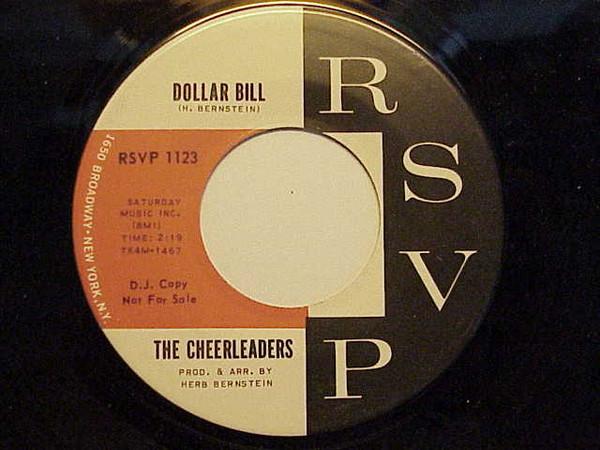 DOLLAR BILL
(H. BERNSTEIN)
RSVP 1123
SATURDAY
MUSIC INC.
(BMI)
TIME: 2:19
TK4M-1467
D.J. Copy
Not For Sale
THE CHEERLEADERS
PROD. & ARR. BY
HERB BERNSTEIN
1650 BROADWAY•NEW YORK, N.Y.
R
S
V
P